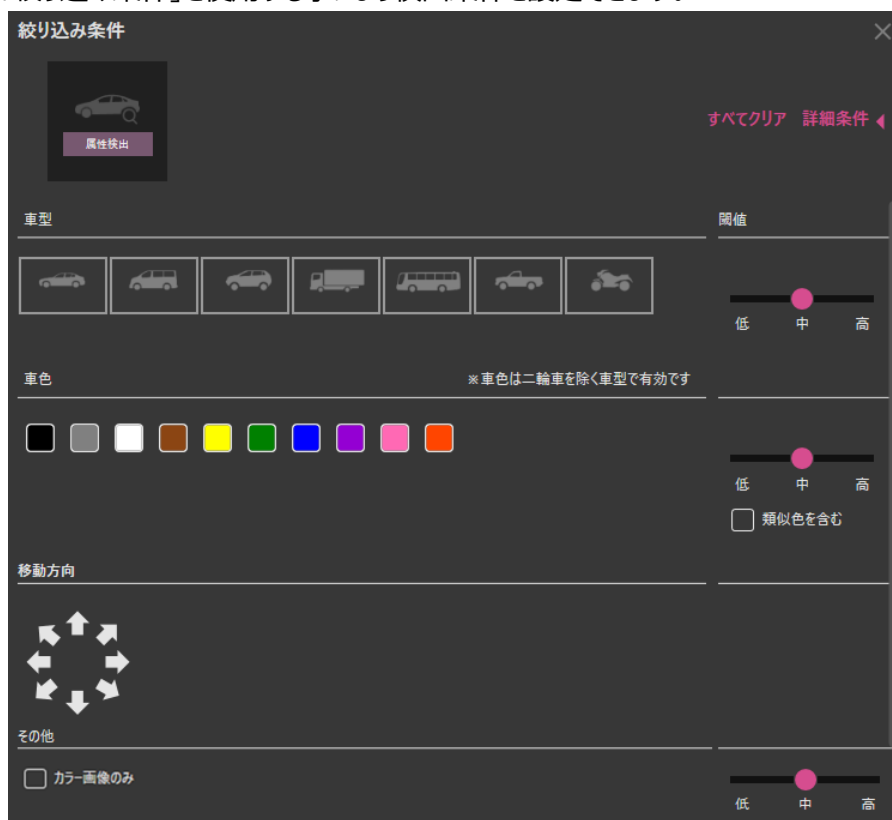 絞り込み条件
属性検出
すべてクリア 詳細条件
車型
閾値
低 中 高
車色
※車色は二輪車を除く車型で有効です
低 中 高
類似色を含む
移動方向
その他
カラー画像のみ
低 中 高